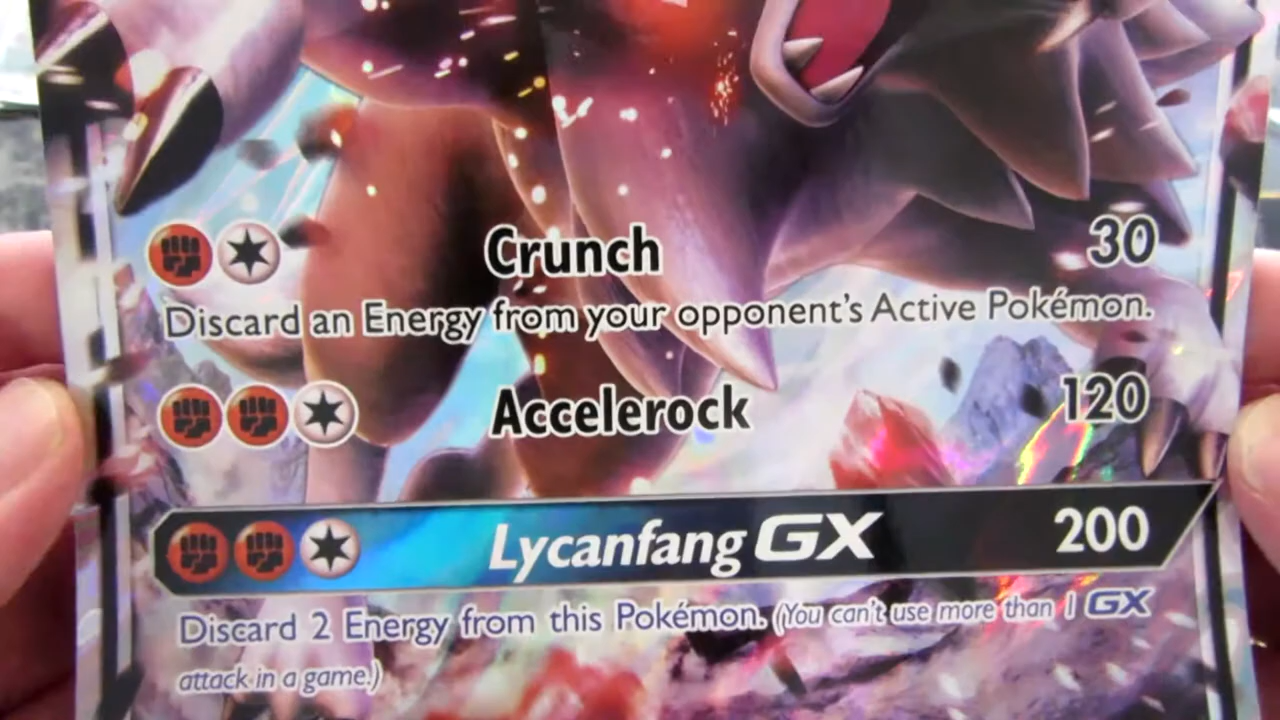 Crunch 30
Discard an Energy from your opponent's Active Pokémon.
Accelerock 120
Lycanfang GX 200
Discard 2 Energy from this Pokémon. (You can't use more than 1 GX
attack in a game.)